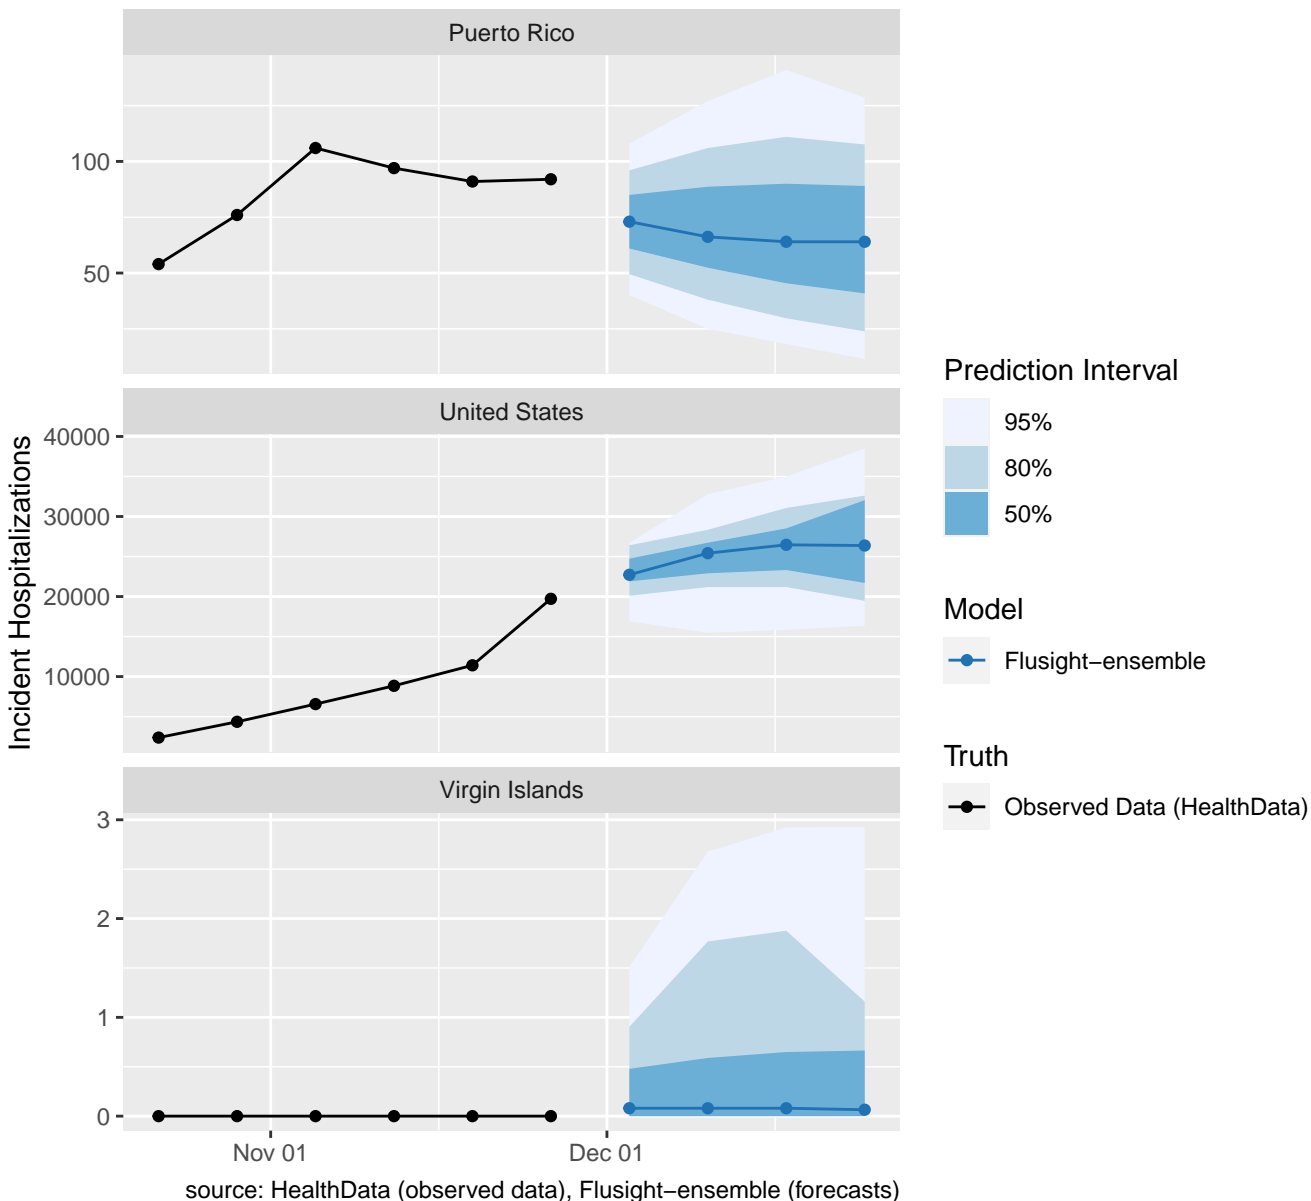 Puerto Rico
100
50
United States
40000
30000
20000
10000
Virgin Islands
3
2
1
0
Nov 01
Dec 01
Incident Hospitalizations
source: HealthData (observed data), Flusight−ensemble (forecasts)
Prediction Interval
95%
80%
50%
Model
Flusight−ensemble
Truth
Observed Data (HealthData)